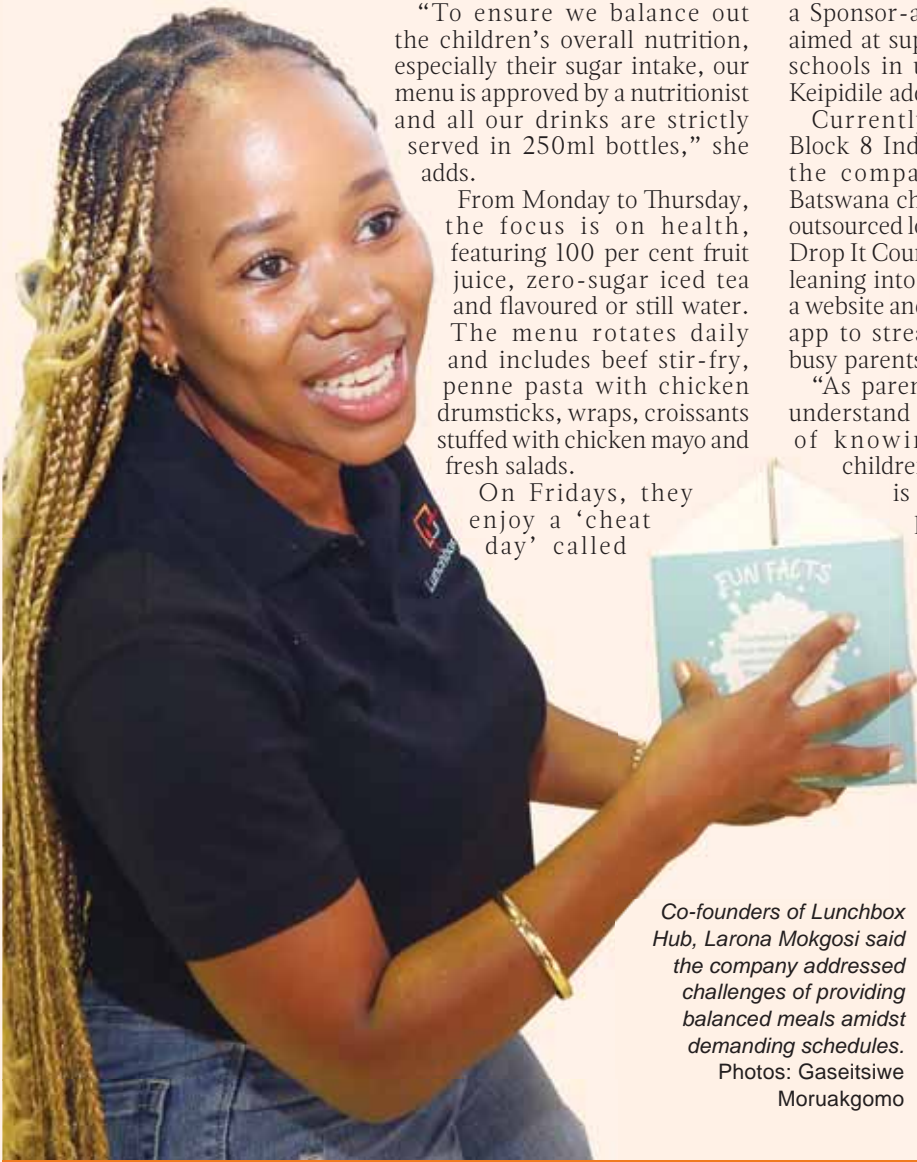 “To ensure we balance out
the children’s overall nutrition,
especially their sugar intake, our
menu is approved by a nutritionist
and all our drinks are strictly
served in 250ml bottles,” she
adds.
From Monday to Thursday,
the focus is on health,
featuring 100 per cent fruit
juice, zero-sugar iced tea
and flavoured or still water.
The menu rotates daily
and includes beef stir-fry,
penne pasta with chicken
drumsticks, wraps, croissants
stuffed with chicken mayo and
fresh salads.
On Fridays, they
enjoy a ‘cheat
day’ called
a Sponsor-a
aimed at sup
schools in u
Keipidile add
Currently
Block 8 Ind
the compa
Batswana ch
outsourced lo
Drop It Cour
leaning into
a website and
app to strea
busy parents
“As paren
understand
of knowin
children
is
Lunchbox
FUN FACTS
Co-founders of Lunchbox
Hub, Larona Mokgosi said
the company addressed
challenges of providing
balanced meals amidst
demanding schedules.
Photos: Gaseitsiwe
Moruakgomo